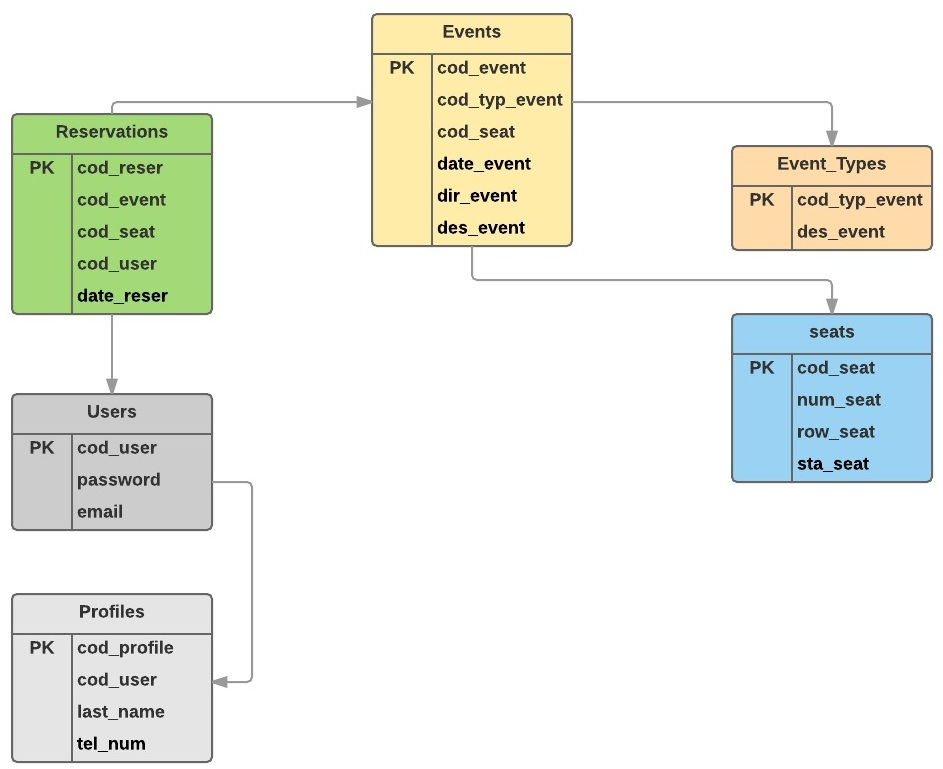 Events
PK cod_event
cod_typ_event
cod_seat
date_event
dir_event
des_event
Reservations
PK cod_reser
cod_event
cod_seat
cod_user
date_reser
Event_Types
PK cod_typ_event
des_event
seats
PK cod_seat
num_seat
row_seat
sta_seat
Users
PK cod_user
password
email
Profiles
PK cod_profile
cod_user
last_name
tel_num